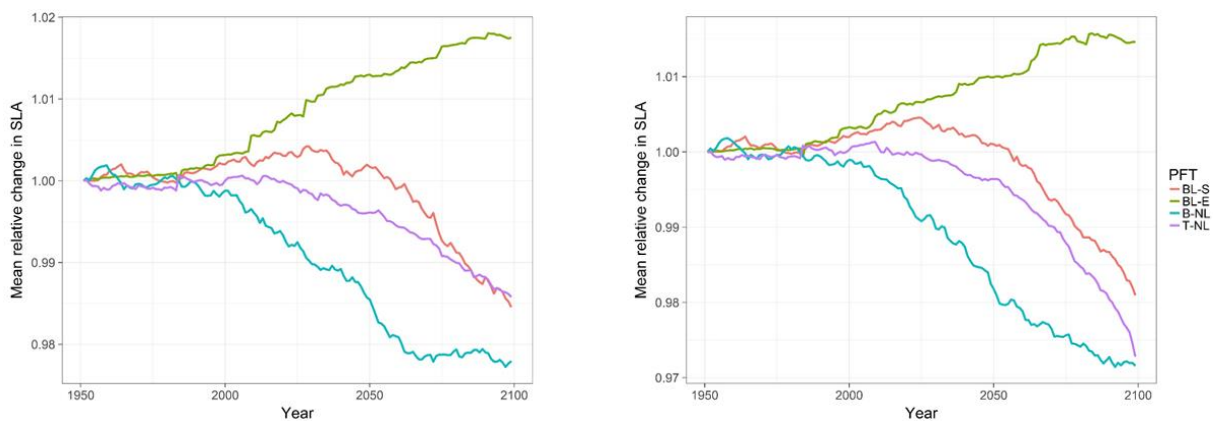 1.02
1.01
1.00
0.99
0.98
Mean relative change in SLA
1950
2000
2050
2100
Year
1.01
1.00
0.99
0.98
0.97
Mean relative change in SLA
1950
2000
2050
2100
Year
PFT
BL-S
BL-E
B-NL
T-NL